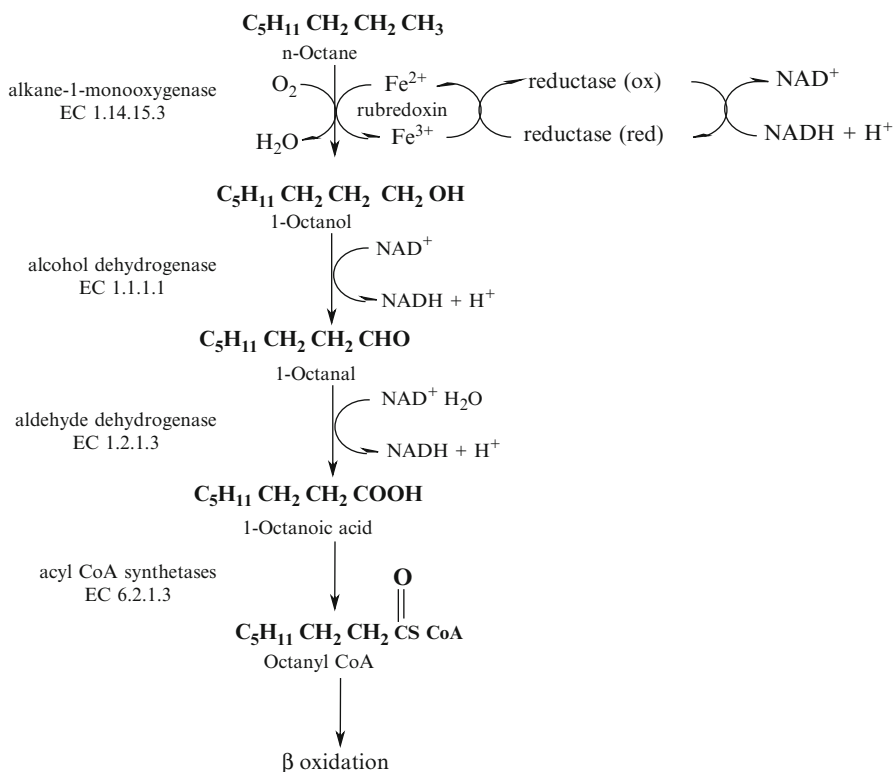 C₅H₁₁ CH₂ CH₂ CH₃
n-Octane
alkane-1-monooxygenase
EC 1.14.15.3
O₂
Fe²⁺
reductase (ox)
NAD⁺
rubredoxin
H₂O
Fe³⁺
reductase (red)
NADH + H⁺
C₅H₁₁ CH₂ CH₂ CH₂ OH
1-Octanol
alcohol dehydrogenase
EC 1.1.1.1
NAD⁺
NADH + H⁺
C₅H₁₁ CH₂ CH₂ CHO
1-Octanal
aldehyde dehydrogenase
EC 1.2.1.3
NAD⁺ H₂O
NADH + H⁺
C₅H₁₁ CH₂ CH₂ COOH
1-Octanoic acid
acyl CoA synthetases
EC 6.2.1.3
O
C₅H₁₁ CH₂ CH₂ CS CoA
Octanyl CoA
β oxidation